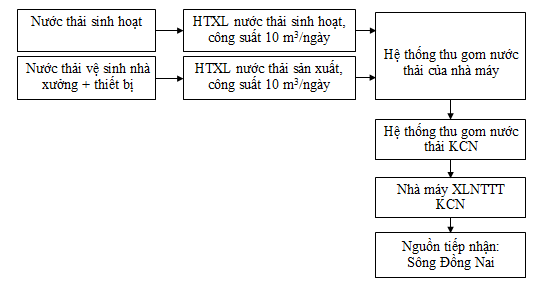 Nước thải sinh hoạt
HTXL nước thải sinh hoạt,
công suất 10 m³/ngày
Hệ thống thu gom nước
thải của nhà máy
Nước thải vệ sinh nhà
xưởng + thiết bị
HTXL nước thải sản xuất,
công suất 10 m³/ngày
Hệ thống thu gom nước
thải KCN
Nhà máy XLNTTT
KCN
Nguồn tiếp nhận:
Sông Đồng Nai